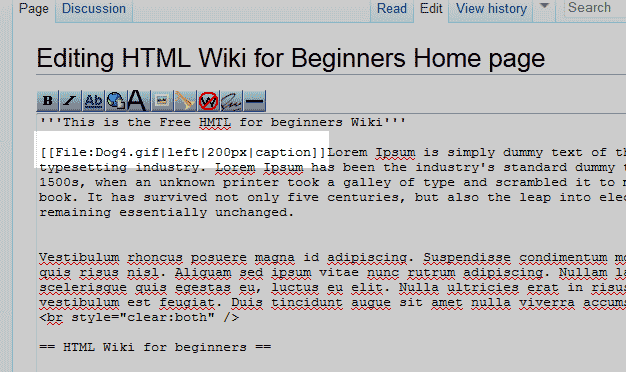 Page Discussion Read Edit View history Search
Editing HTML Wiki for Beginners Home page
B I Ab A W
'''This is the Free HMTL for beginners Wiki'''
[[File:Dog4.gif|left|200px|caption]]Lorem Ipsum is simply dummy text of th
typesetting industry. Lorem Ipsum has been the industry's standard dummy t
1500s, when an unknown printer took a galley of type and scrambled it to m
book. It has survived not only five centuries, but also the leap into elec
remaining essentially unchanged.
Vestibulum rhoncus posuere magna id adipiscing. Suspendisse condimentum mo
quis risus nisl. Aliquam sed ipsum vitae nunc rutrum adipiscing. Nullam la
scelerisque quis egestas eu, luctus eu elit. Nulla ultricies erat in risus
vestibulum est feugiat. Duis tincidunt augue sit amet nulla viverra accums
<br style="clear:both" />
== HTML Wiki for beginners ==